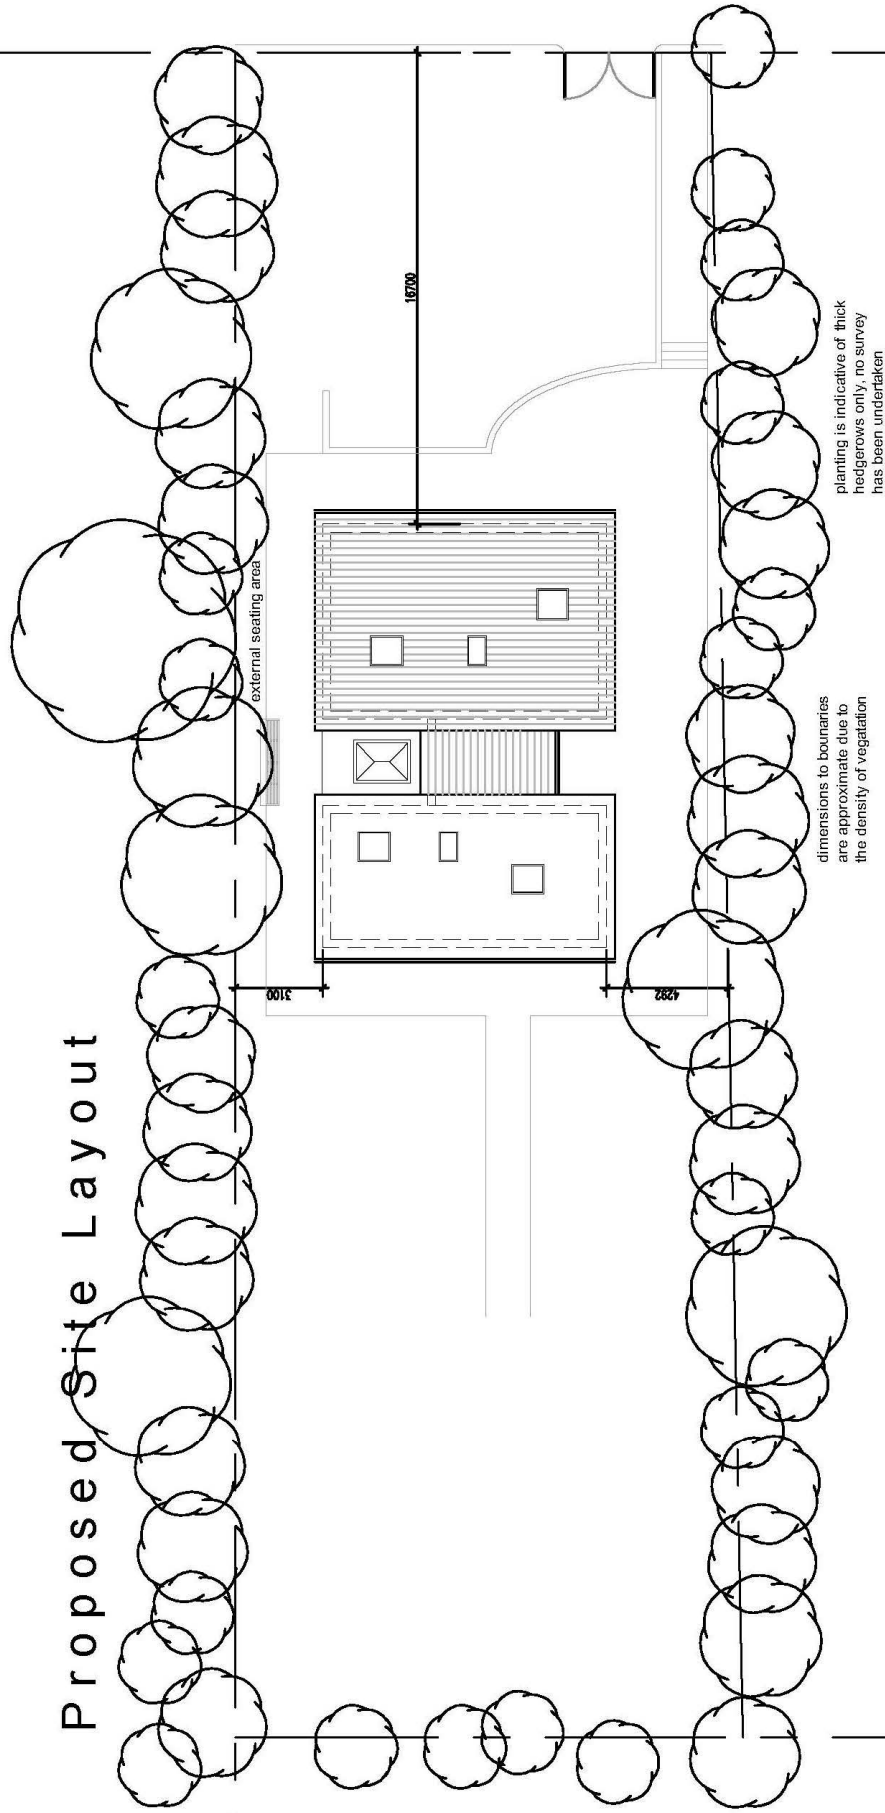 Proposed Site Layout
16700
external seating area
3100
4292
planting is indicative of thick
hedgerows only, no survey
has been undertaken
dimensions to bounaries
are approximate due to
the density of vegatation